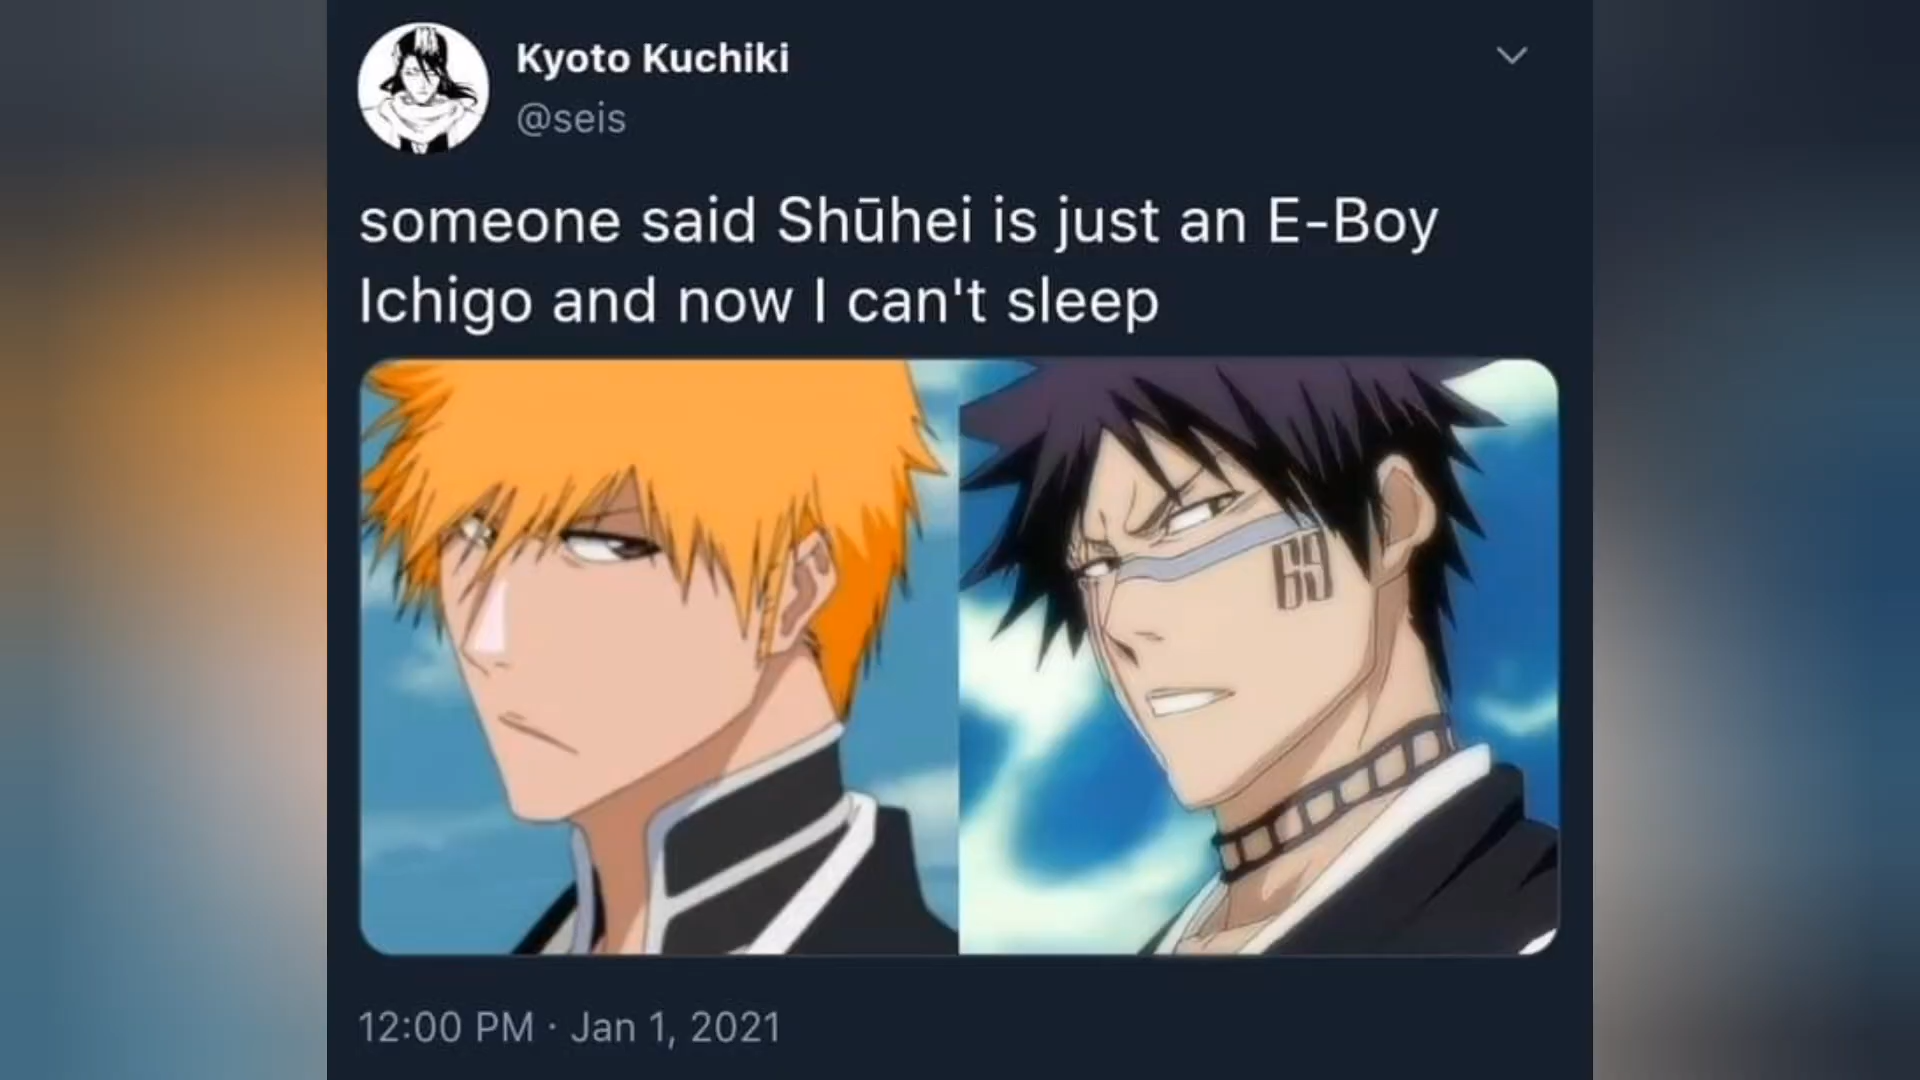 Kyoto Kuchiki
@seis
someone said Shūhei is just an E-Boy
Ichigo and now I can't sleep
69
12:00 PM · Jan 1, 2021